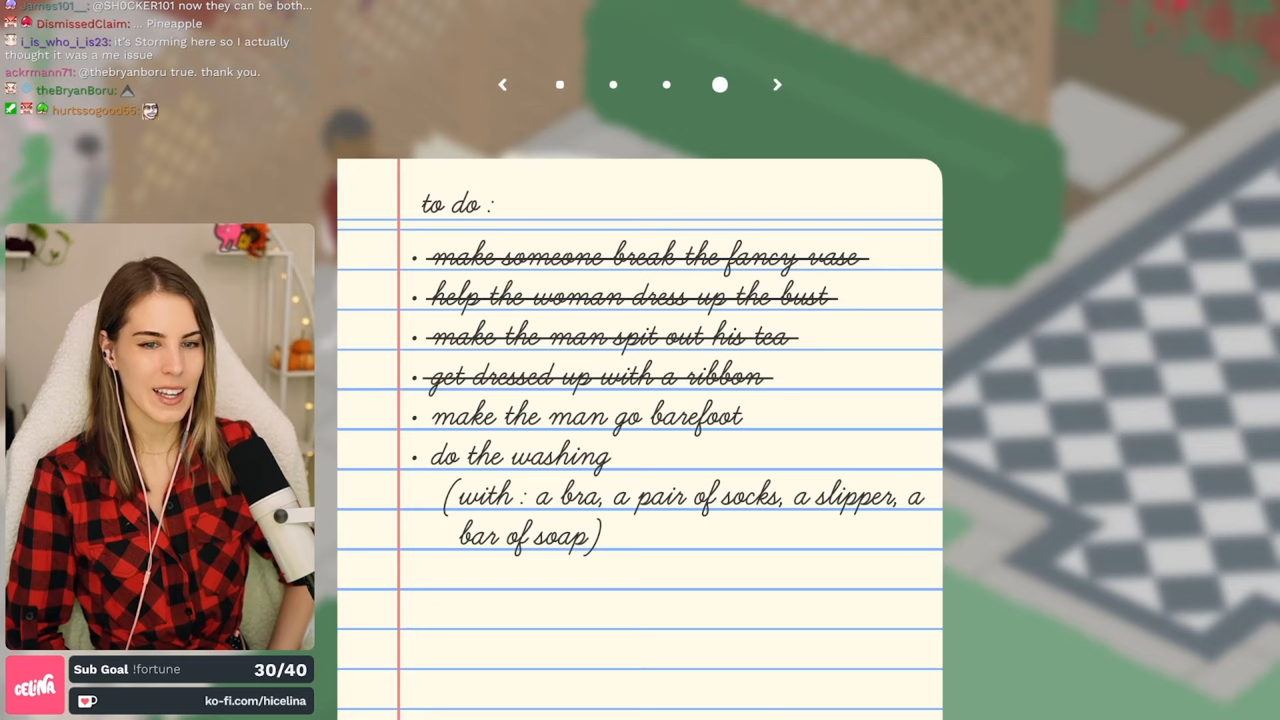 james101__: @SH0CKER101 now they can be both...
DismissedClaim: ... Pineapple
i_is_who_i_is23: it's Storming here so I actually
thought it was a me issue
ackrmann71: @thebryanboru true. thank you.
theBryanBoru:
hurtssogood55:
to do :
• make someone break the fancy vase
• help the woman dress up the bust
• make the man spit out his tea
• get dressed up with a ribbon
• make the man go barefoot
• do the washing
(with : a bra, a pair of socks, a slipper, a
bar of soap)
CELINA
Sub Goal !fortune 30/40
ko-fi.com/hicelina